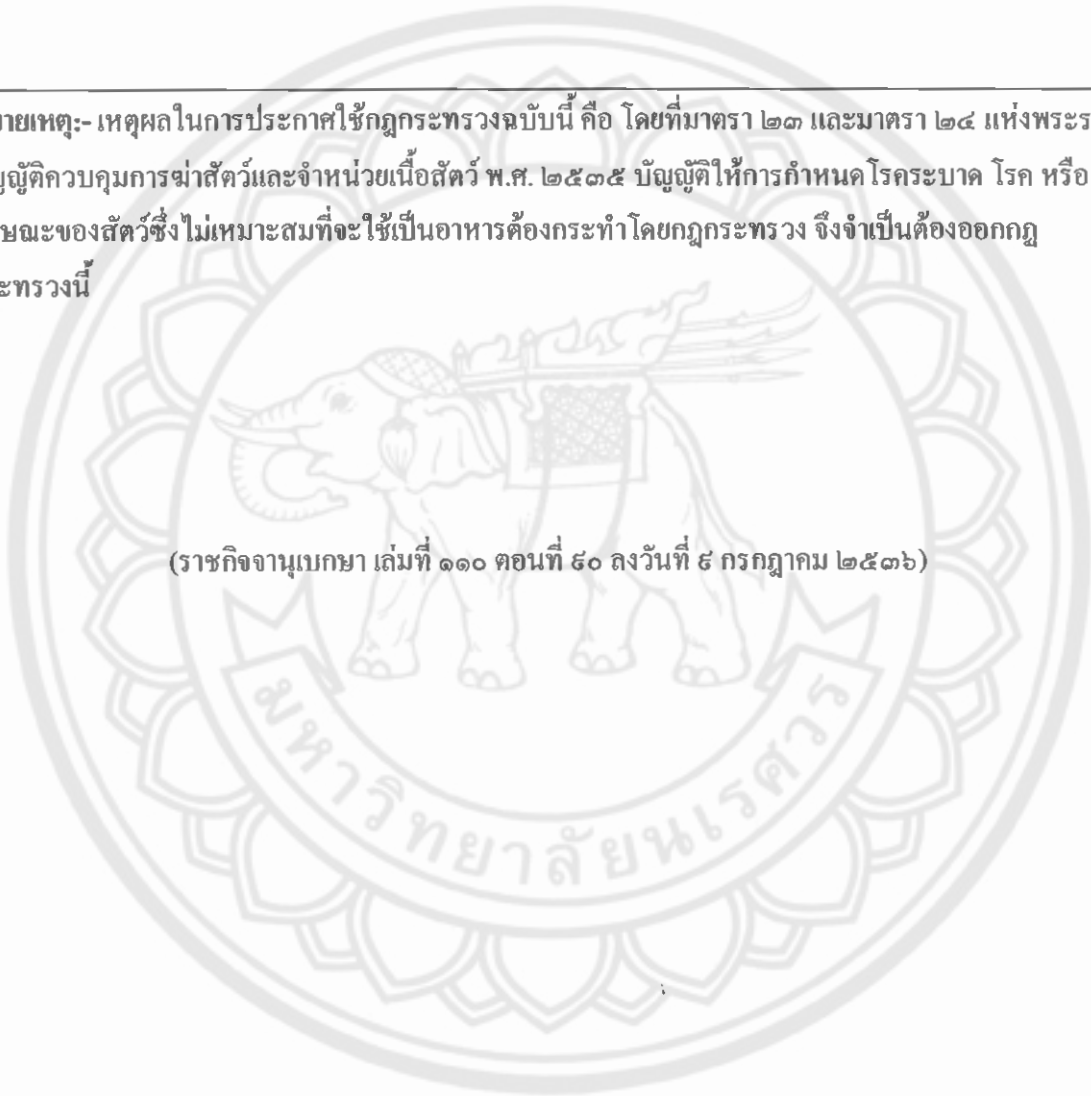 ายเหตุ:- เหตุผลในการประกาศใช้กฎกระทรวงฉบับนี้ คือ โดยที่มาตรา ๒๓ และมาตรา ๒๔ แห่งพระร
ญญัติควบคุมการฆ่าสัตว์และจำหน่วยเนื้อสัตว์ พ.ศ. ๒๕๓๕ บัญญัติให้การกำหนดโรคระบาด โรค หรือ
ษณะของสัตว์ซึ่งไม่เหมาะสมที่จะใช้เป็นอาหารต้องกระทำโดยกฎกระทรวง จึงจำเป็นต้องออกกฎ
ะทรวงนี้
(ราชกิจจานุเบกษา เล่มที่ ๑๑๐ ตอนที่ ๙๐ ลงวันที่ ๙ กรกฎาคม ๒๕๓๖)
มหาวิทยาลัยนเรศวร